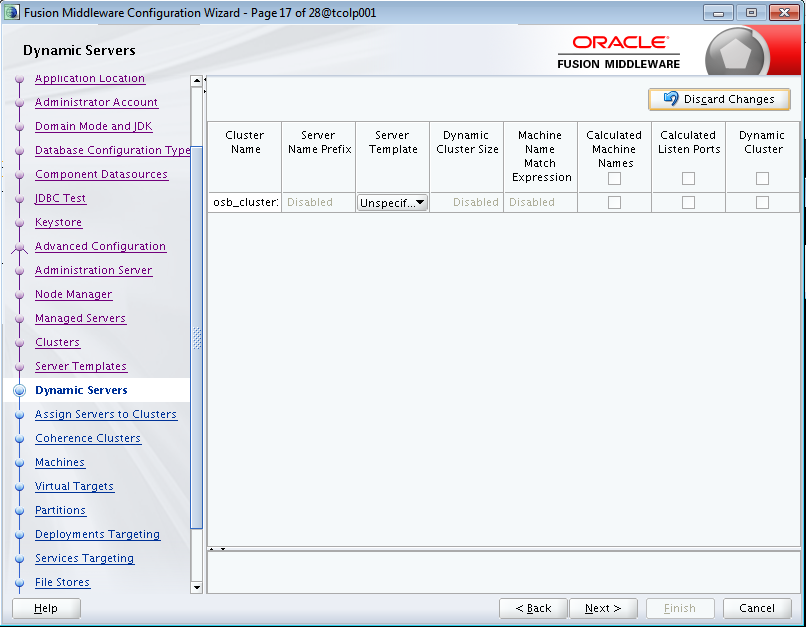 Fusion Middleware Configuration Wizard - Page 17 of 28@tcolp001
Dynamic Servers
ORACLE
FUSION MIDDLEWARE
Application Location
Administrator Account
Domain Mode and JDK
Database Configuration Type
Component Datasources
JDBC Test
Keystore
Advanced Configuration
Administration Server
Node Manager
Managed Servers
Clusters
Server Templates
Dynamic Servers
Assign Servers to Clusters
Coherence Clusters
Machines
Virtual Targets
Partitions
Deployments Targeting
Services Targeting
File Stores
Discard Changes
Cluster
Name
Server
Name Prefix
Server
Template
Dynamic
Cluster Size
Machine
Name
Match
Expression
Calculated
Machine
Names
Calculated
Listen Ports
Dynamic
Cluster
osb_cluster: Disabled Unspecif... Disabled Disabled
Help
< Back
Next >
Finish
Cancel